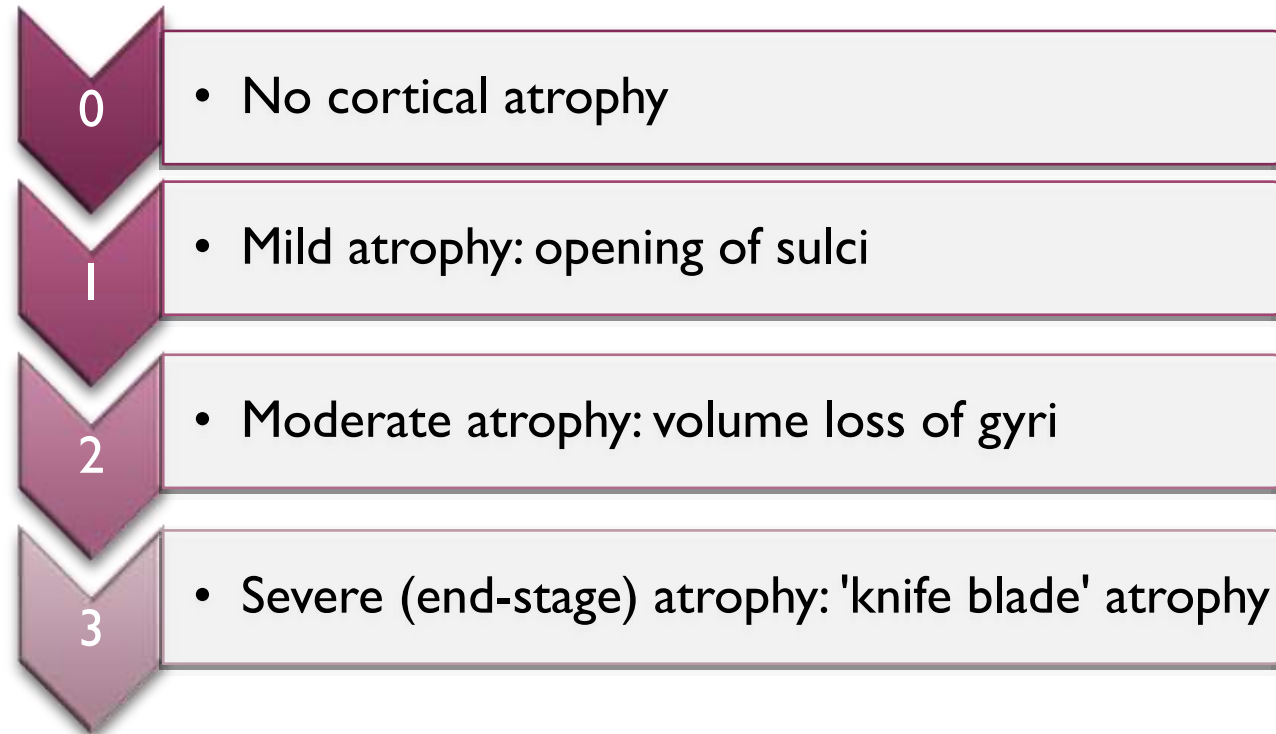 0
• No cortical atrophy
1
• Mild atrophy: opening of sulci
2
• Moderate atrophy: volume loss of gyri
3
• Severe (end-stage) atrophy: 'knife blade' atrophy